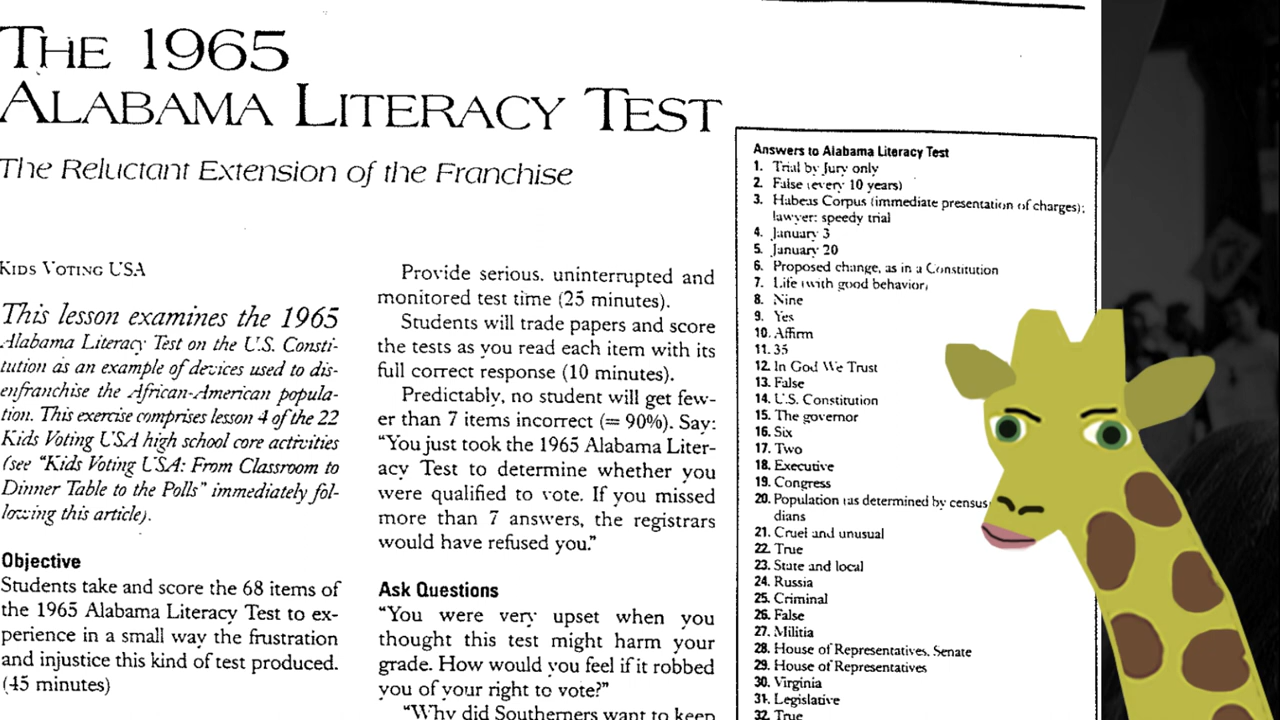 THE 1965
ALABAMA LITERACY TEST
The Reluctant Extension of the Franchise
KIDS VOTING USA
This lesson examines the 1965
Alabama Literacy Test on the U.S. Consti-
tution as an example of devices used to dis-
enfranchise the African-American popula-
tion. This exercise comprises lesson 4 of the 22
Kids Voting USA high school core activities
(see "Kids Voting USA: From Classroom to
Dinner Table to the Polls" immediately fol-
lowing this article).
Objective
Students take and score the 68 items of
the 1965 Alabama Literacy Test to ex-
perience in a small way the frustration
and injustice this kind of test produced.
(45 minutes)
Provide serious, uninterrupted and
monitored test time (25 minutes).
Students will trade papers and score
the tests as you read each item with its
full correct response (10 minutes).
Predictably, no student will get few-
er than 7 items incorrect (= 90%). Say:
"You just took the 1965 Alabama Liter-
acy Test to determine whether you
were qualified to vote. If you missed
more than 7 answers, the registrars
would have refused you."
Ask Questions
"You were very upset when you
thought this test might harm your
grade. How would you feel if it robbed
you of your right to vote?"
"Why did Southerners want to keep
Answers to Alabama Literacy Test
1. Trial by Jury only
2. False (every 10 years)
3. Habeas Corpus (immediate presentation of charges);
lawyer; speedy trial
4. January 3
5. January 20
6. Proposed change, as in a Constitution
7. Life (with good behavior)
8. Nine
9. Yes
10. Affirm
11. 35
12. In God We Trust
13. False
14. U.S. Constitution
15. The governor
16. Six
17. Two
18. Executive
19. Congress
20. Population (as determined by census
dians
21. Cruel and unusual
22. True
23. State and local
24. Russia
25. Criminal
26. False
27. Militia
28. House of Representatives, Senate
29. House of Representatives
30. Virginia
31. Legislative
32. True